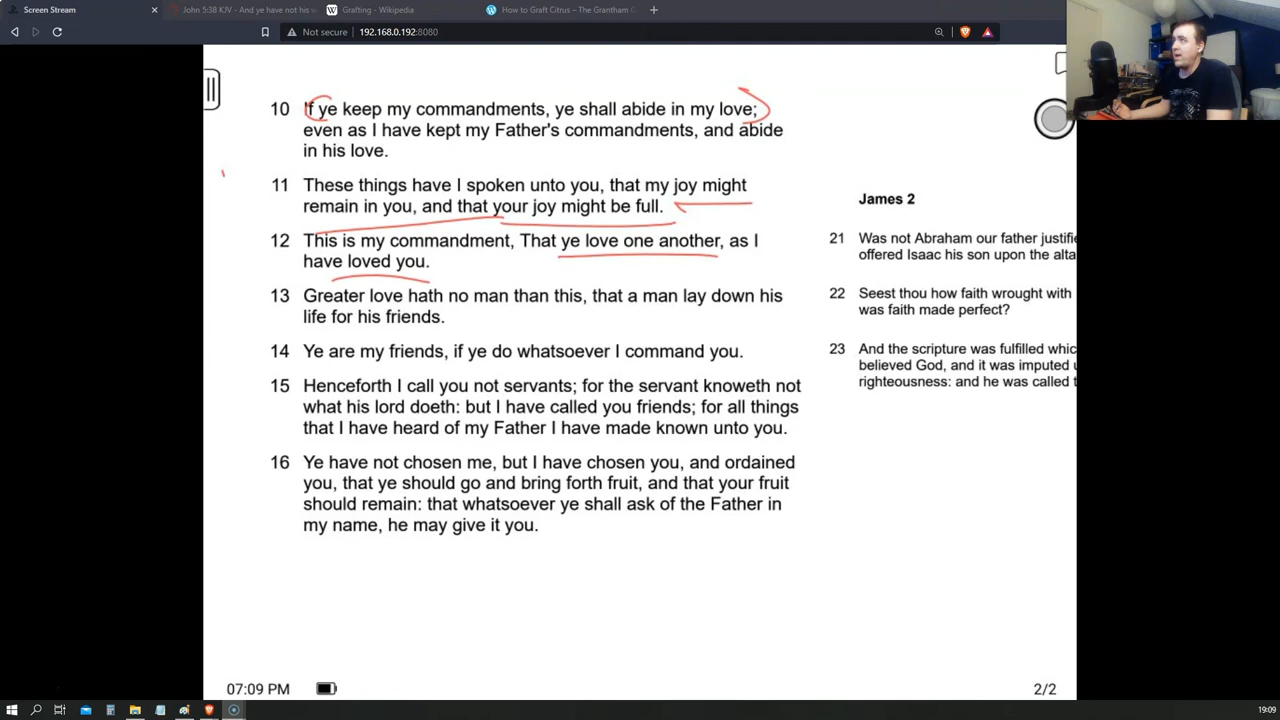 Screen Stream
John 5:38 KJV - And ye have not his w
Grafting - Wikipedia
How to Graft Citrus – The Grantham G
Not secure
192.168.0.192:8080
10 If ye keep my commandments, ye shall abide in my love;
even as I have kept my Father's commandments, and abide
in his love.
11 These things have I spoken unto you, that my joy might
remain in you, and that your joy might be full.
12 This is my commandment, That ye love one another, as I
have loved you.
13 Greater love hath no man than this, that a man lay down his
life for his friends.
14 Ye are my friends, if ye do whatsoever I command you.
15 Henceforth I call you not servants; for the servant knoweth not
what his lord doeth: but I have called you friends; for all things
that I have heard of my Father I have made known unto you.
16 Ye have not chosen me, but I have chosen you, and ordained
you, that ye should go and bring forth fruit, and that your fruit
should remain: that whatsoever ye shall ask of the Father in
my name, he may give it you.
James 2
21 Was not Abraham our father justifie
offered Isaac his son upon the alta
22 Seest thou how faith wrought with
was faith made perfect?
23 And the scripture was fulfilled whic
believed God, and it was imputed u
righteousness: and he was called t
07:09 PM
2/2
19:09